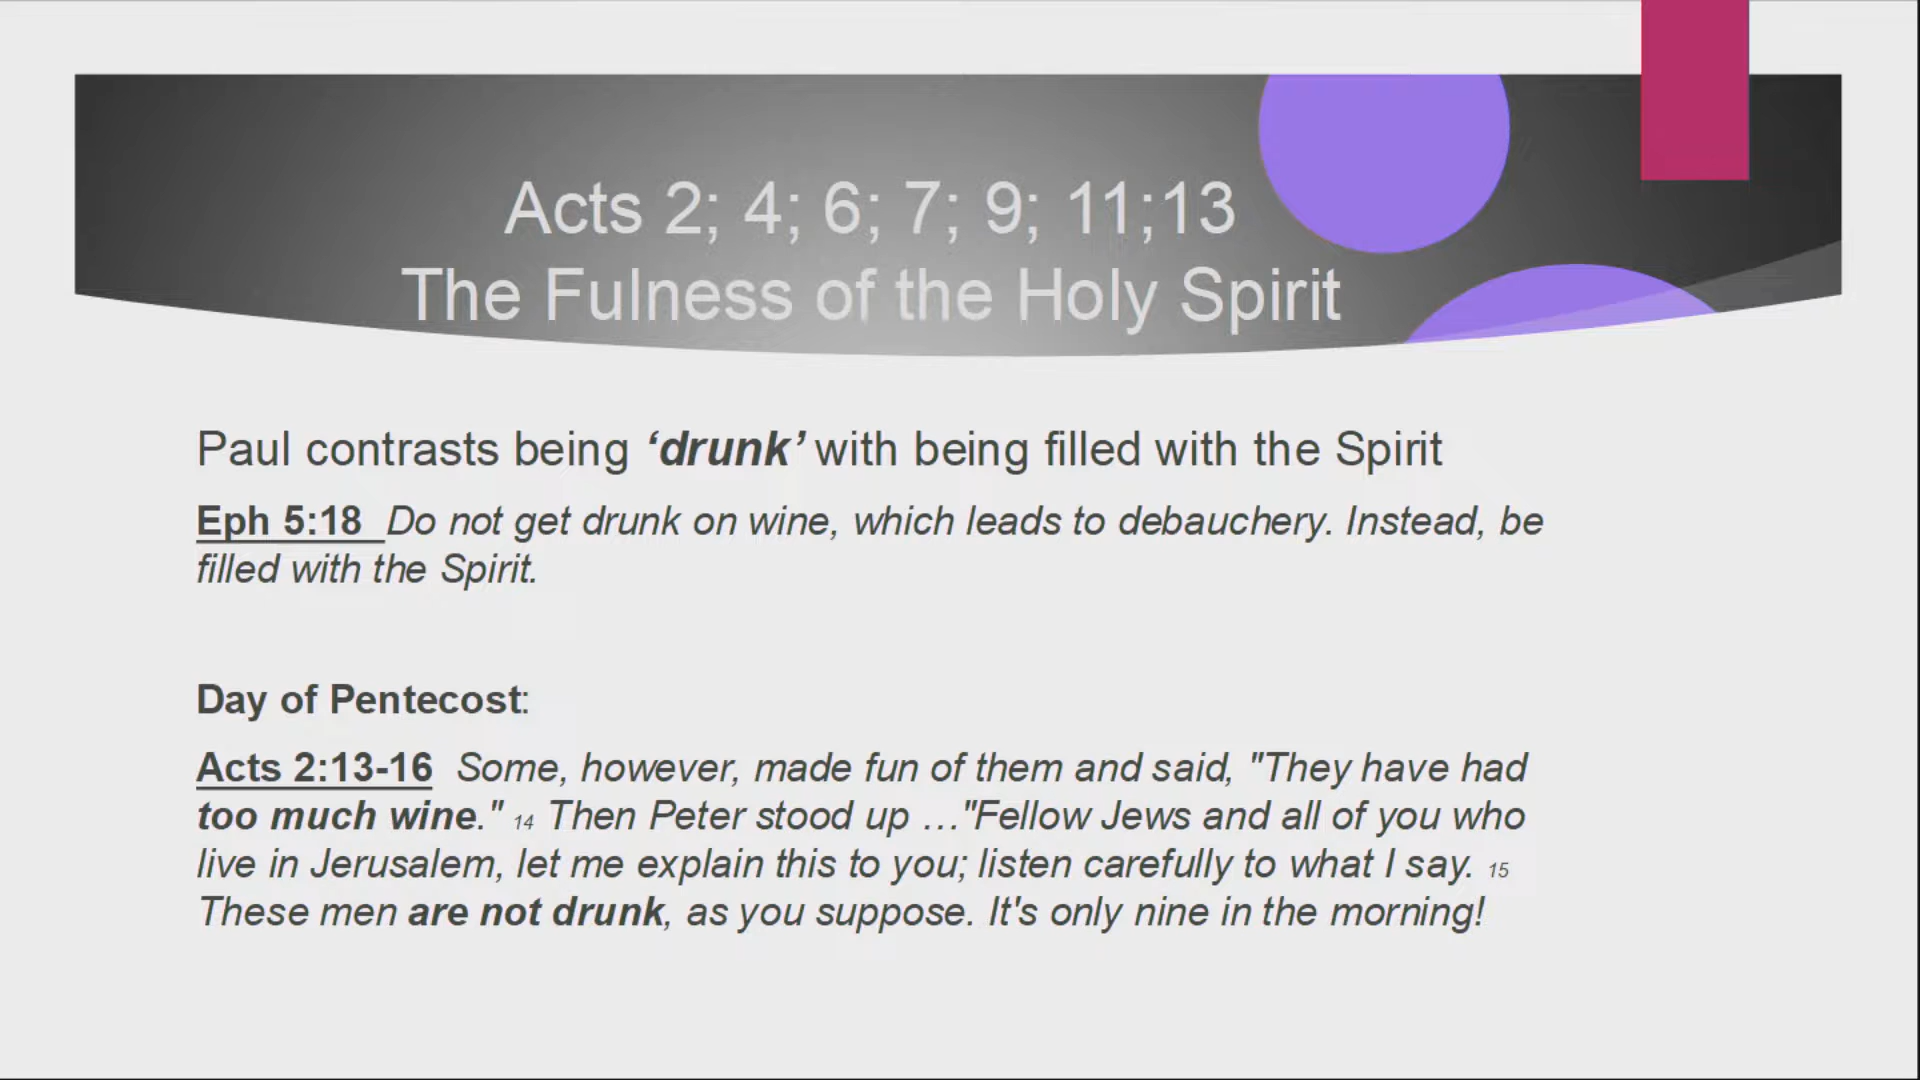 Acts 2; 4; 6; 7; 9; 11;13
The Fulness of the Holy Spirit
Paul contrasts being ‘drunk’ with being filled with the Spirit
Eph 5:18 Do not get drunk on wine, which leads to debauchery. Instead, be
filled with the Spirit.
Day of Pentecost:
Acts 2:13-16 Some, however, made fun of them and said, "They have had
too much wine." 14 Then Peter stood up …"Fellow Jews and all of you who
live in Jerusalem, let me explain this to you; listen carefully to what I say. 15
These men are not drunk, as you suppose. It's only nine in the morning!